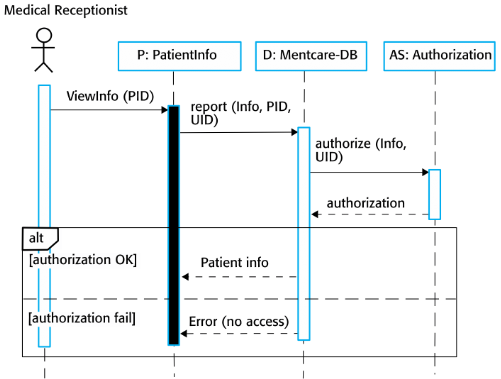 Medical Receptionist
P: PatientInfo
D: Mentcare-DB
AS: Authorization
ViewInfo (PID)
report (Info, PID,
UID)
authorize (Info,
UID)
authorization
alt
[authorization OK]
Patient info
[authorization fail]
Error (no access)